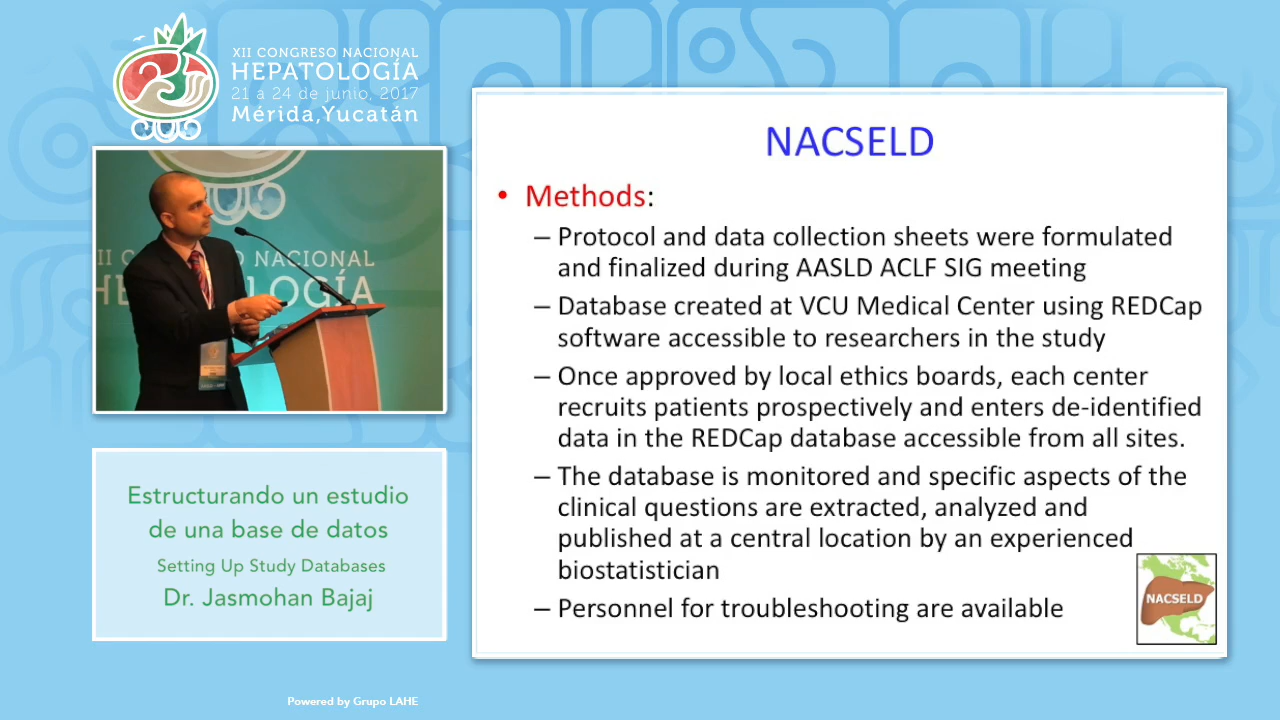 XII CONGRESO NACIONAL
HEPATOLOGÍA
21 a 24 de junio, 2017
Mérida,Yucatán
II CONGRESO NACIONAL
HEPATOLOGÍA
Estructurando un estudio
de una base de datos
Setting Up Study Databases
Dr. Jasmohan Bajaj
Powered by Grupo LAHE
NACSELD
• Methods:
– Protocol and data collection sheets were formulated
and finalized during AASLD ACLF SIG meeting
– Database created at VCU Medical Center using REDCap
software accessible to researchers in the study
– Once approved by local ethics boards, each center
recruits patients prospectively and enters de-identified
data in the REDCap database accessible from all sites.
– The database is monitored and specific aspects of the
clinical questions are extracted, analyzed and
published at a central location by an experienced
biostatistician
– Personnel for troubleshooting are available
NACSELD